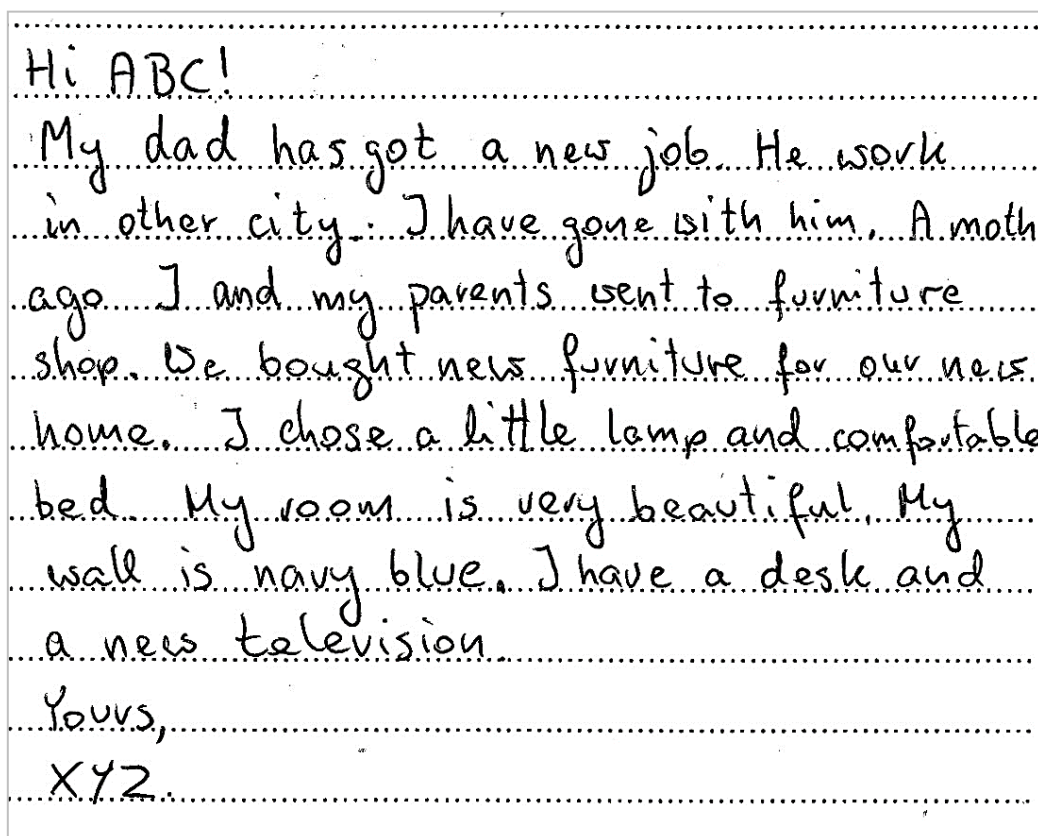 Hi ABC!
My dad has got a new job. He work
in other city. I have gone with him. A moth
ago I and my parents went to furniture
shop. We bought new furniture for our new
home. I chose a little lamp and comfortable
bed. My room is very beautiful. My
wall is navy blue. I have a desk and
a new television.
Yours,
XYZ.